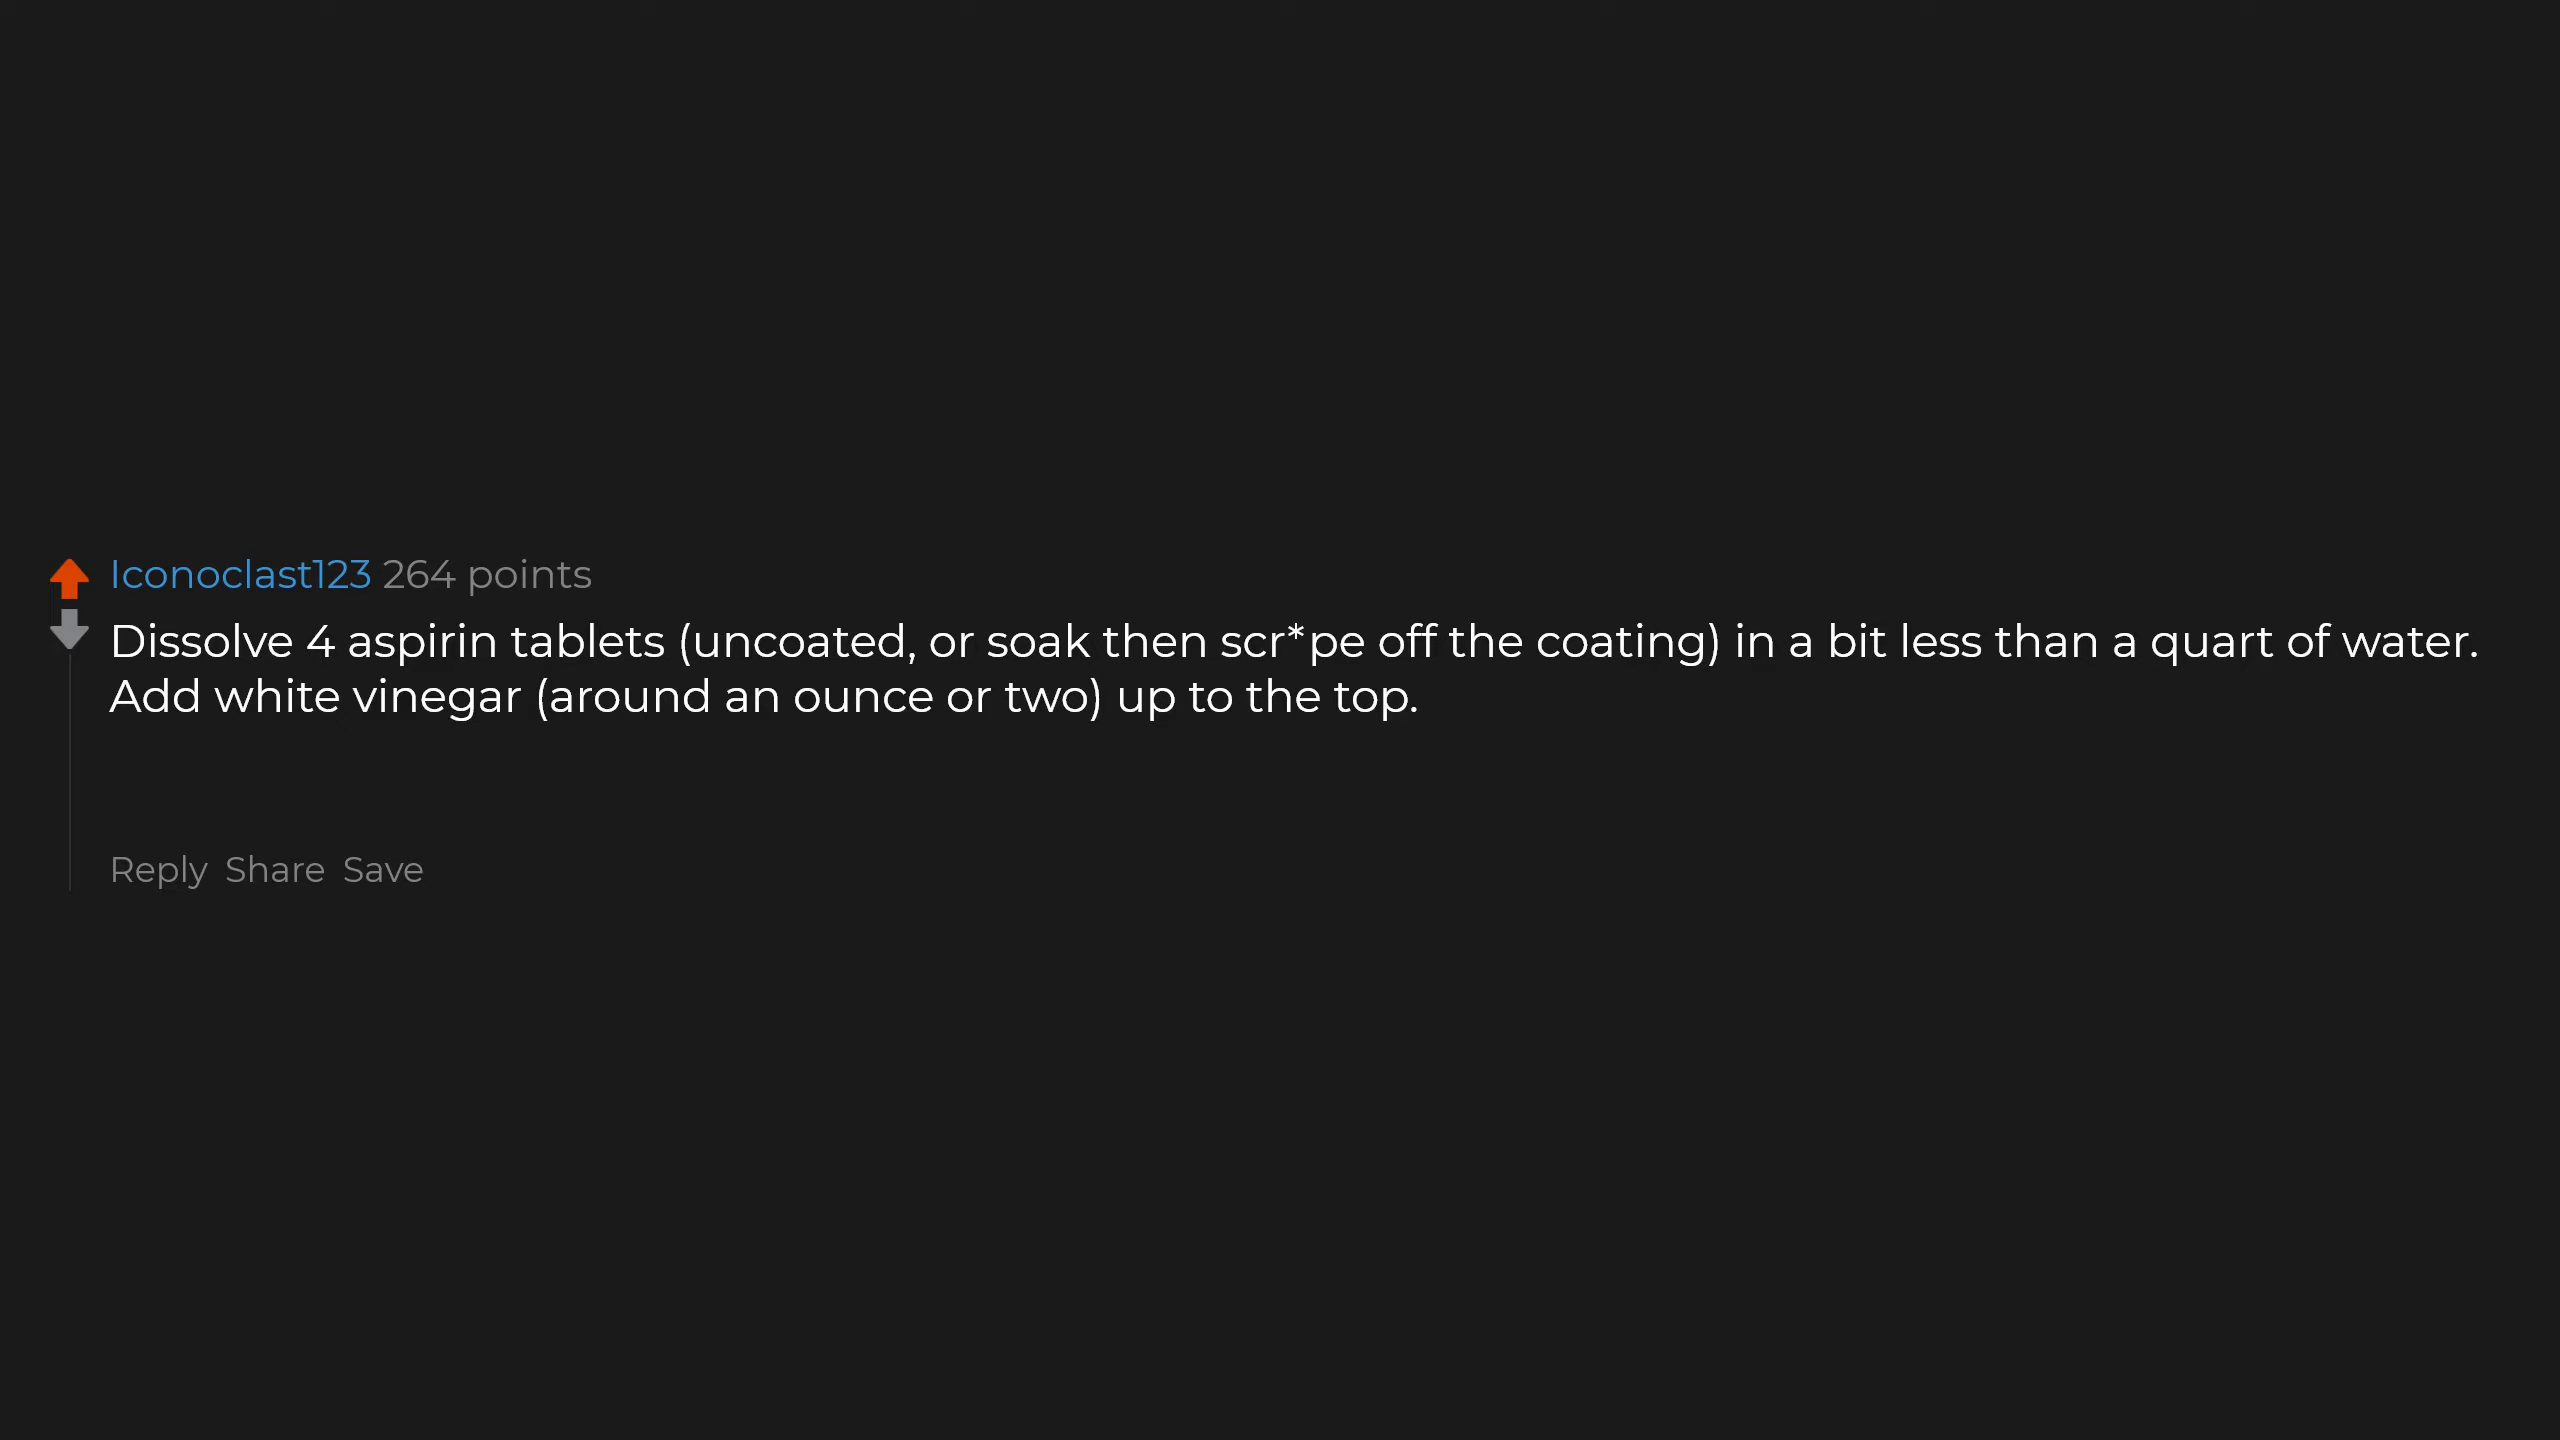 Iconoclast123 264 points
Dissolve 4 aspirin tablets (uncoated, or soak then scr*pe off the coating) in a bit less than a quart of water.
Add white vinegar (around an ounce or two) up to the top.
Reply Share Save